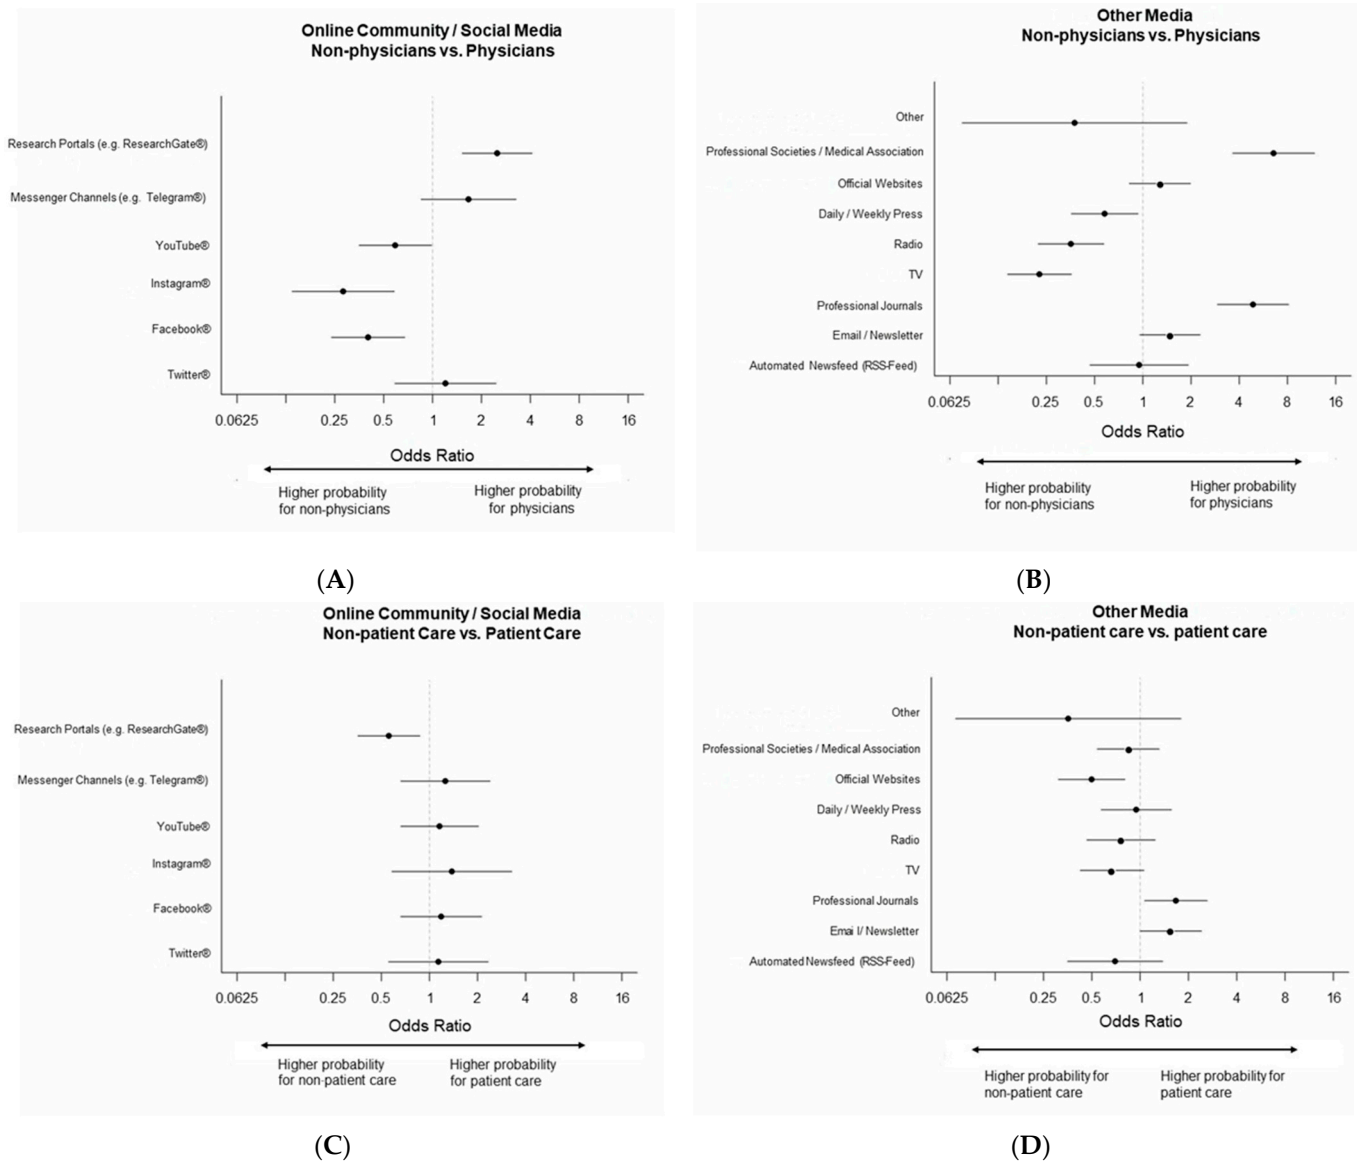 Online Community / Social Media
Non-physicians vs. Physicians
Research Portals (e.g. ResearchGate®)
Messenger Channels (e.g. Telegram®)
YouTube®
Instagram®
Facebook®
Twitter®
0.0625 0.25 0.5 1 2 4 8 16
Odds Ratio
Higher probability
for non-physicians
Higher probability
for physicians
(A)
Other Media
Non-physicians vs. Physicians
Other
Professional Societies / Medical Association
Official Websites
Daily / Weekly Press
Radio
TV
Professional Journals
Email / Newsletter
Automated Newsfeed (RSS-Feed)
0.0625 0.25 0.5 1 2 4 8 16
Odds Ratio
Higher probability
for non-physicians
Higher probability
for physicians
(B)
Online Community / Social Media
Non-patient Care vs. Patient Care
Research Portals (e.g. ResearchGate®)
Messenger Channels (e.g. Telegram®)
YouTube®
Instagram®
Facebook®
Twitter®
0.0625 0.25 0.5 1 2 4 8 16
Odds Ratio
Higher probability
for non-patient care
Higher probability
for patient care
(C)
Other Media
Non-patient care vs. patient care
Other
Professional Societies / Medical Association
Official Websites
Daily / Weekly Press
Radio
TV
Professional Journals
Emai l/ Newsletter
Automated Newsfeed (RSS-Feed)
0.0625 0.25 0.5 1 2 4 8 16
Odds Ratio
Higher probability for
non-patient care
Higher probability for
patient care
(D)